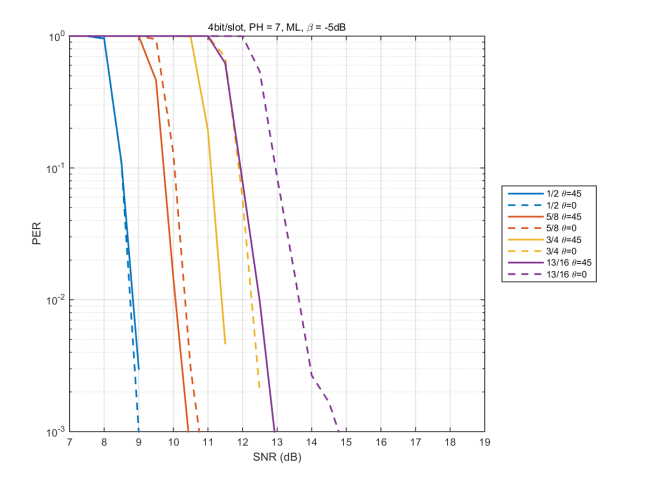 4bit/slot, PH = 7, ML, β = -5dB
PER
10^0
10^-1
10^-2
10^-3
7 8 9 10 11 12 13 14 15 16 17 18 19
SNR (dB)
1/2 θ=45
1/2 θ=0
5/8 θ=45
5/8 θ=0
3/4 θ=45
3/4 θ=0
13/16 θ=45
13/16 θ=0